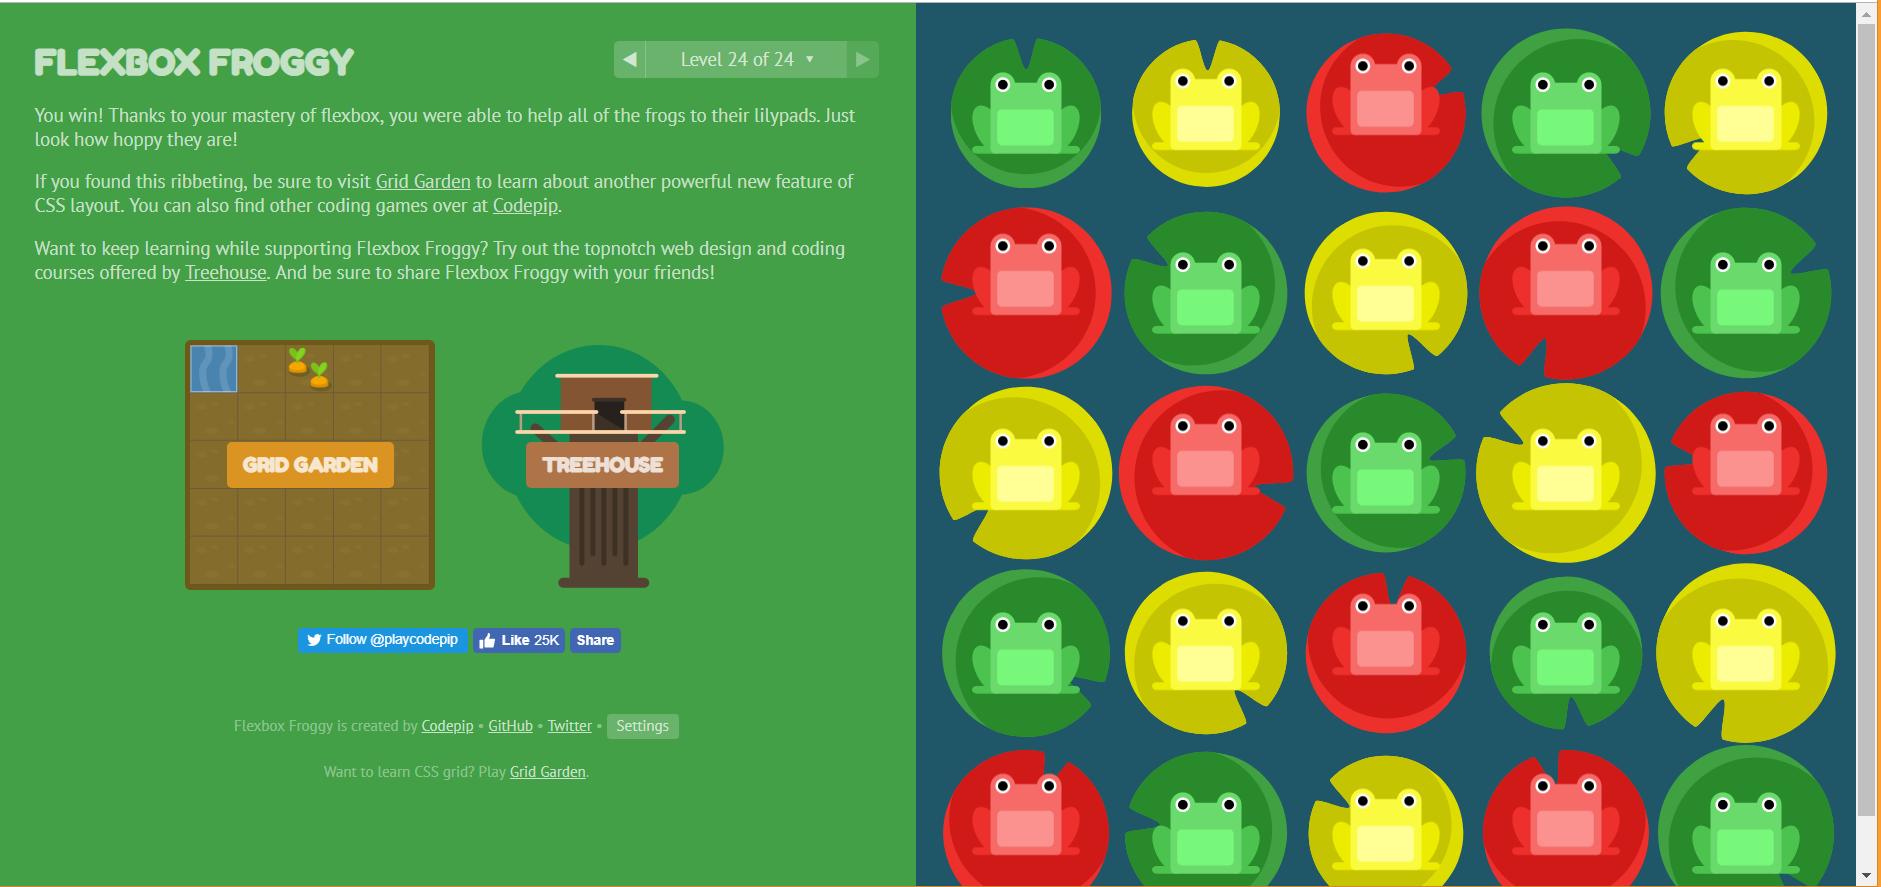 FLEXBOX FROGGY
◀ Level 24 of 24 ▼ ▶
You win! Thanks to your mastery of flexbox, you were able to help all of the frogs to their lilypads. Just
look how hoppy they are!
If you found this ribbeting, be sure to visit Grid Garden to learn about another powerful new feature of
CSS layout. You can also find other coding games over at Codepip.
Want to keep learning while supporting Flexbox Froggy? Try out the topnotch web design and coding
courses offered by Treehouse. And be sure to share Flexbox Froggy with your friends!
GRID GARDEN
TREEHOUSE
Follow @playcodepip Like 25K Share
Flexbox Froggy is created by Codepip • GitHub • Twitter • Settings
Want to learn CSS grid? Play Grid Garden.